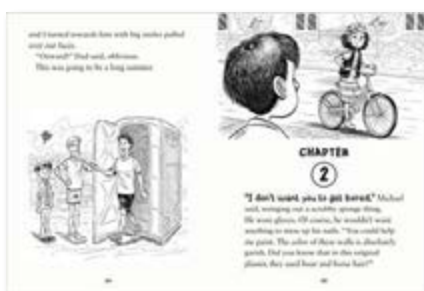 and I turned towards him with big smiles pulled
over our faces.
"Onward!" Dad said, oblivious.
This was going to be a long summer.
CHAPTER
2
"I don't want you to get bored," Michael
said, wringing out a scrubby sponge thing.
He wore gloves. Of course, he wouldn't want
anything to mess up his nails. "You could help
me paint. The color of these walls is absolutely
garish. Did you know that in this original
plaster, they used boar and horse hair?"